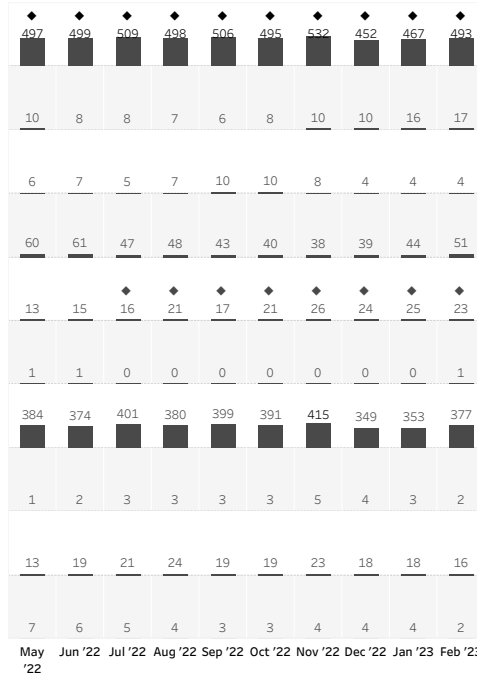 497 499 509 498 506 495 532 452 467 493
10 8 8 7 6 8 10 10 16 17
6 7 5 7 10 10 8 4 4 4
60 61 47 48 43 40 38 39 44 51
13 15 16 21 17 21 26 24 25 23
1 1 0 0 0 0 0 0 0 1
384 374 401 380 399 391 415 349 353 377
1 2 3 3 3 3 5 4 3 2
13 19 21 24 19 19 23 18 18 16
7 6 5 4 3 3 4 4 4 2
May Jun '22 Jul '22 Aug '22 Sep '22 Oct '22 Nov '22 Dec '22 Jan '23 Feb '23
'22